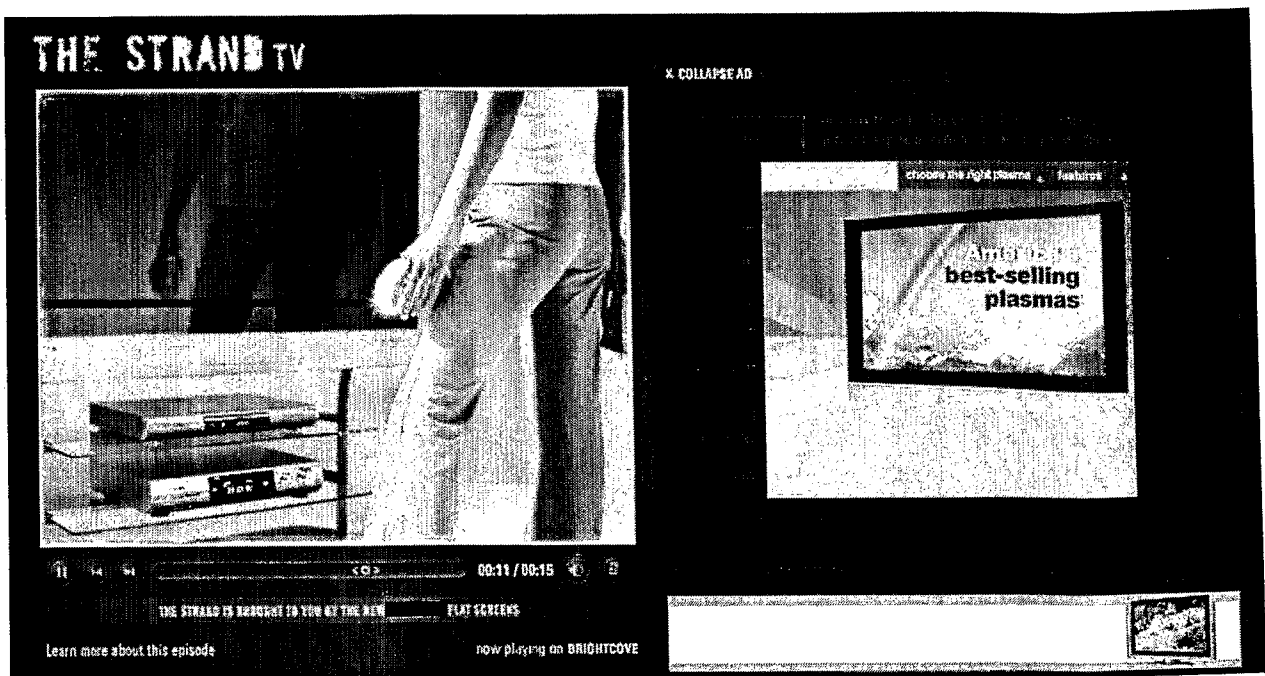 THE STRAND TV
X COLLAPSE AD
choose the right plasma
features
America's
best-selling
plasmas
00:11 / 00:15
THE STRAND IS BROUGHT TO YOU BY THE NEW FLAT SCREENS
Learn more about this episode
now playing on BRIGHTCOVE